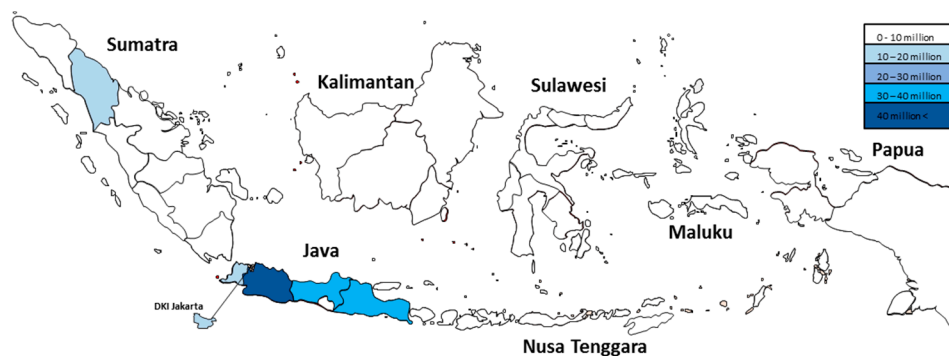 Sumatra
Kalimantan
Sulawesi
0 - 10 million
10 – 20 million
20 – 30 million
30 – 40 million
40 million <
Papua
Maluku
Java
DKI Jakarta
Nusa Tenggara